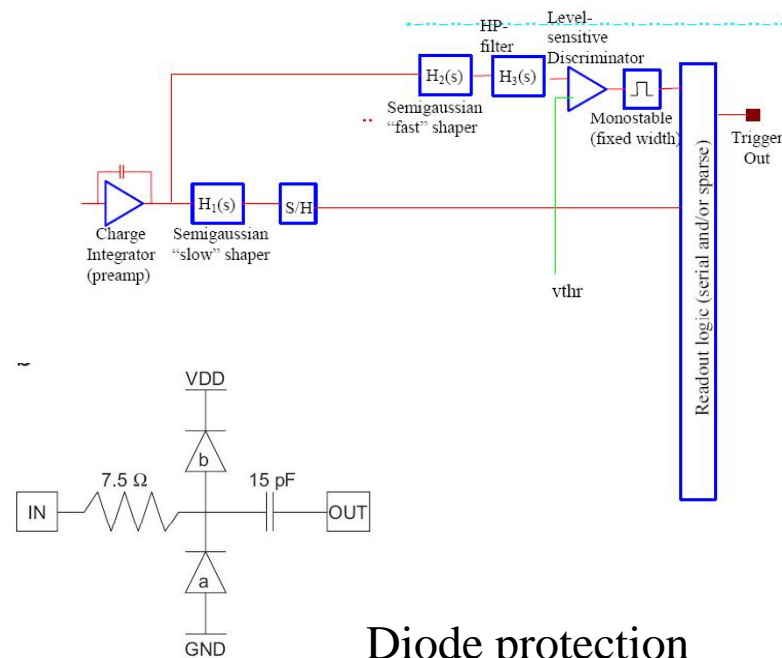 HP-
filter
Level-
sensitive
Discriminator
H2(s)
H3(s)
Semigaussian
“fast” shaper
Monostable
(fixed width)
Trigger
Out
H1(s)
S/H
Charge
Integrator
(preamp)
Semigaussian
“slow” shaper
vthr
Readout logic (serial and/or sparse)
VDD
b
7.5 Ω
15 pF
IN
OUT
a
GND
Diode protection